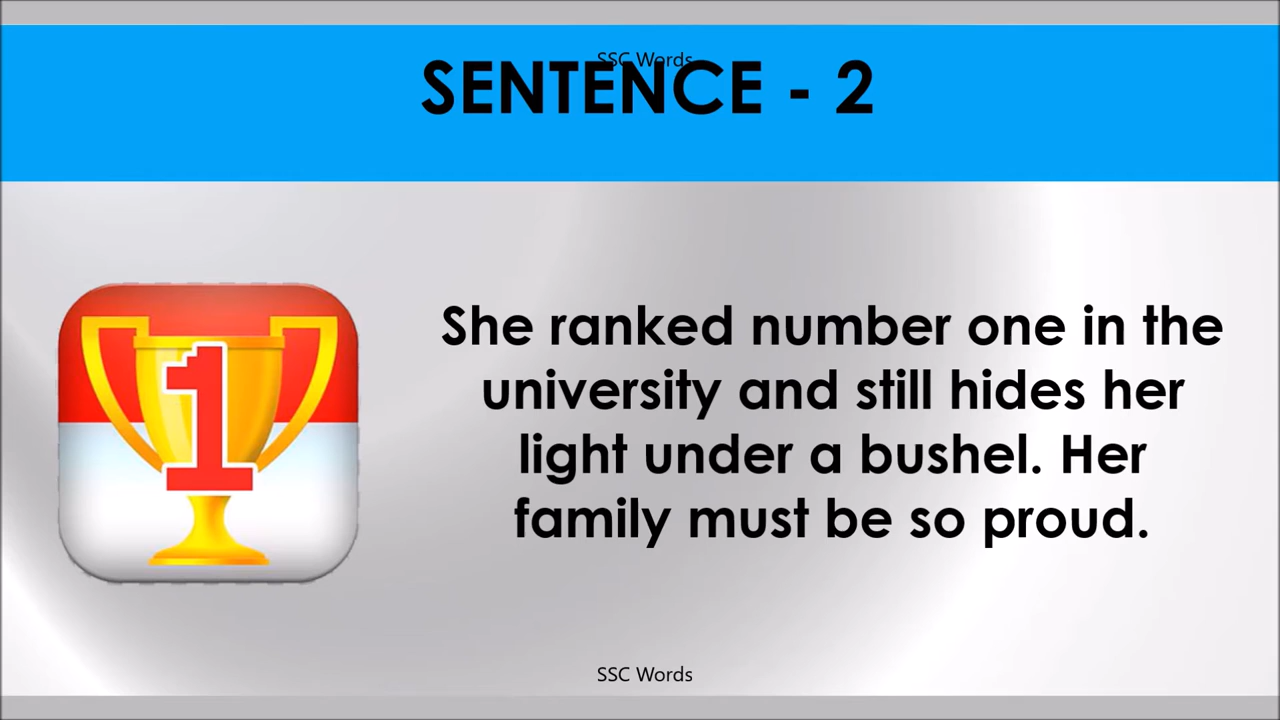 SSC Words
SENTENCE - 2
1
She ranked number one in the
university and still hides her
light under a bushel. Her
family must be so proud.
SSC Words